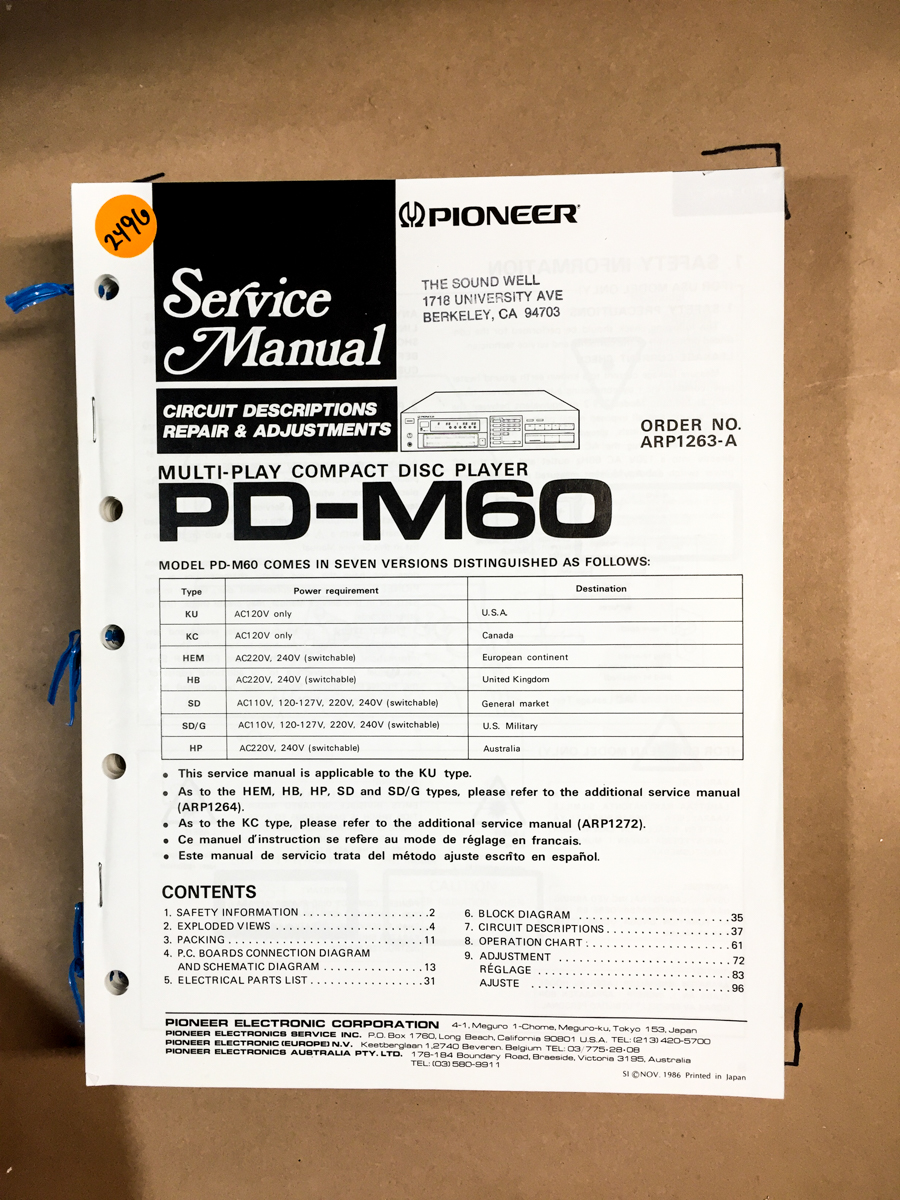 2496
PIONEER
Service
Manual
THE SOUND WELL
1718 UNIVERSITY AVE
BERKELEY, CA 94703
CIRCUIT DESCRIPTIONS
REPAIR & ADJUSTMENTS
ORDER NO.
ARP1263-A
MULTI-PLAY COMPACT DISC PLAYER
PD-M60
MODEL PD-M60 COMES IN SEVEN VERSIONS DISTINGUISHED AS FOLLOWS:
Type Power requirement Destination
KU AC120V only U.S.A.
KC AC120V only Canada
HEM AC220V, 240V (switchable) European continent
HB AC220V, 240V (switchable) United Kingdom
SD AC110V, 120-127V, 220V, 240V (switchable) General market
SD/G AC110V, 120-127V, 220V, 240V (switchable) U.S. Military
HP AC220V, 240V (switchable) Australia
● This service manual is applicable to the KU type.
● As to the HEM, HB, HP, SD and SD/G types, please refer to the additional service manual
(ARP1264).
● As to the KC type, please refer to the additional service manual (ARP1272).
● Ce manuel d'instruction se refère au mode de réglage en francais.
● Este manual de servicio trata del método ajuste escrito en español.
CONTENTS
1. SAFETY INFORMATION ..................2
2. EXPLODED VIEWS ......................4
3. PACKING............................11
4. P.C. BOARDS CONNECTION DIAGRAM
AND SCHEMATIC DIAGRAM ..............13
5. ELECTRICAL PARTS LIST ................31
6. BLOCK DIAGRAM ......................35
7. CIRCUIT DESCRIPTIONS..................37
8. OPERATION CHART.....................61
9. ADJUSTMENT ........................72
RÉGLAGE ............................83
AJUSTE .............................96
PIONEER ELECTRONIC CORPORATION 4-1, Meguro 1-Chome, Meguro-ku, Tokyo 153, Japan
PIONEER ELECTRONICS SERVICE INC. P.O. Box 1760, Long Beach, California 90801 U.S.A. TEL: (213) 420-5700
PIONEER ELECTRONIC (EUROPE) N.V. Keetberglaan 1, 2740 Beveren. Belgium TEL: 03/775-28-08
PIONEER ELECTRONICS AUSTRALIA PTY. LTD. 178-184 Boundary Road, Braeside, Victoria 3195, Australia
TEL: (03) 580-9911
SI ©NOV. 1986 Printed in Japan